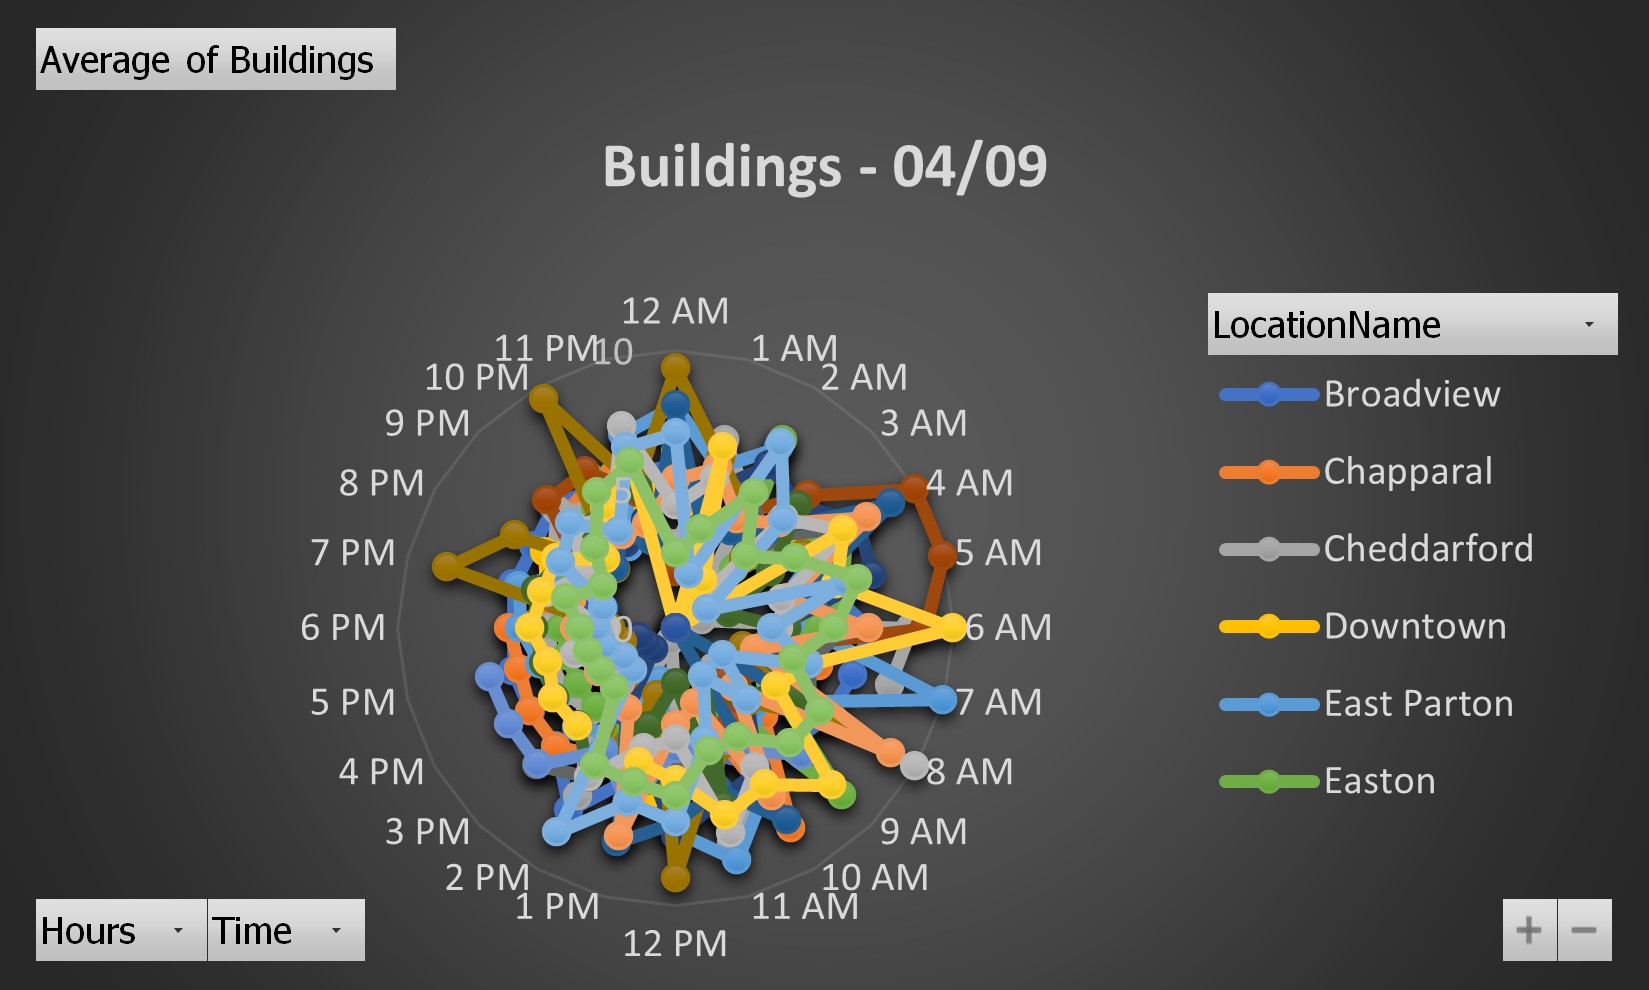 Average of Buildings
Buildings - 04/09
12 AM
1 AM
2 AM
3 AM
4 AM
5 AM
6 AM
7 AM
8 AM
9 AM
10 AM
11 AM
12 PM
1 PM
2 PM
3 PM
4 PM
5 PM
6 PM
7 PM
8 PM
9 PM
10 PM
11 PM
10
5
0
LocationName
Broadview
Chapparal
Cheddarford
Downtown
East Parton
Easton
Hours
Time
+ −